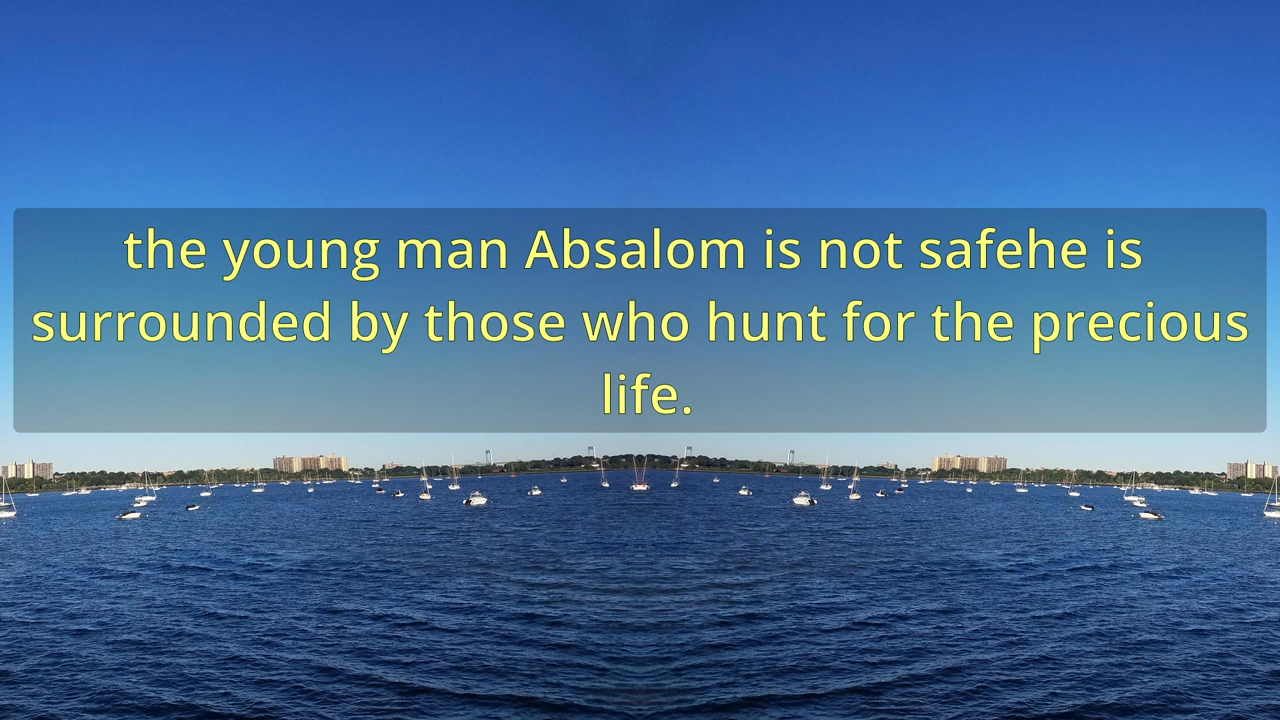 the young man Absalom is not safehe is
surrounded by those who hunt for the precious
life.